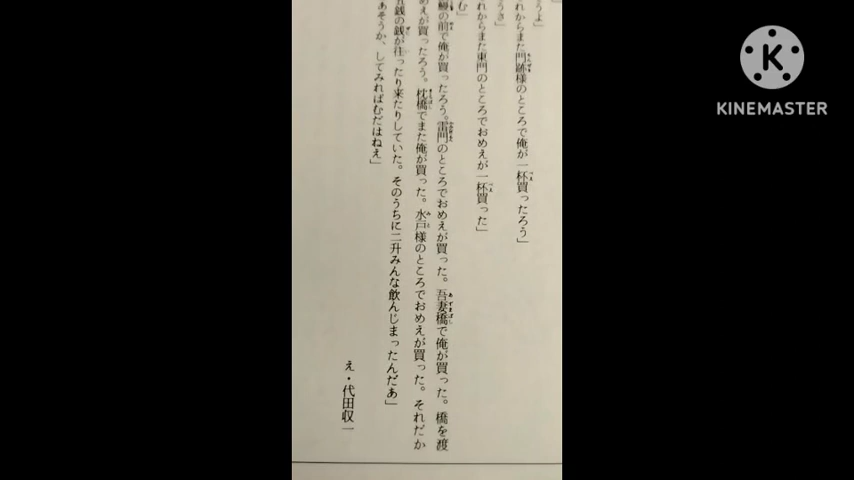 うよ」
れからまた門跡様のところで俺が一杯買ったろう」
うさ」
れからまた東門のところでおめえが一杯買った」
む」
鰻の前で俺が買ったろう。雷門のところでおめえが買った。吾妻橋で俺が買った。橋を渡
めえが買ったろう。枕橋でまた俺が買った。水戸様のところでおめえが買った。それだか
銭の銭が往ったり来たりしていた。そのうちに二升みんな飲んじまったんだあ」
あそうか、してみればむだはねえ」
え・代田収一
KINEMASTER